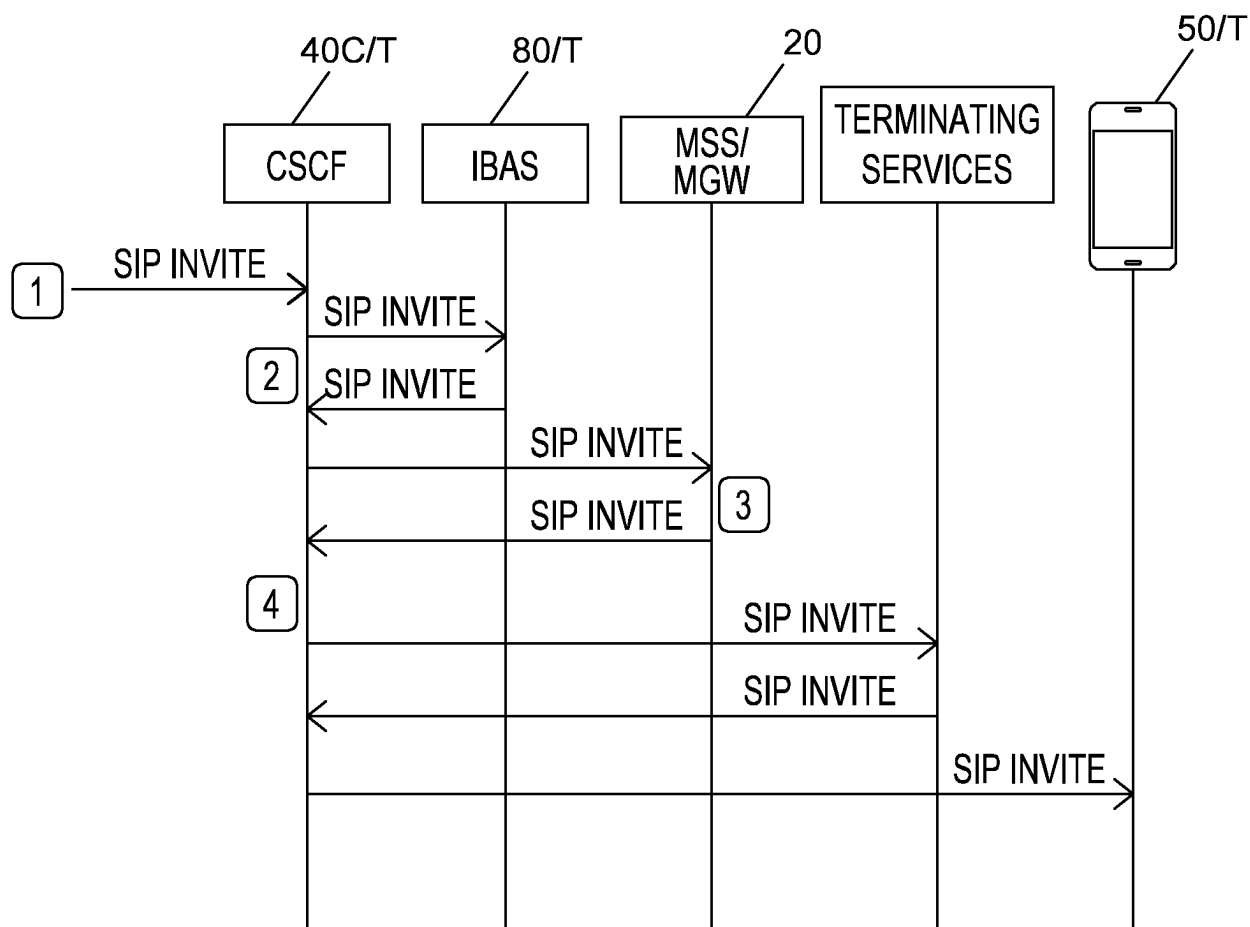 40C/T
80/T
20
50/T
CSCF
IBAS
MSS/
MGW
TERMINATING
SERVICES
SIP INVITE
1
SIP INVITE
2
SIP INVITE
SIP INVITE
3
SIP INVITE
4
SIP INVITE
SIP INVITE
SIP INVITE